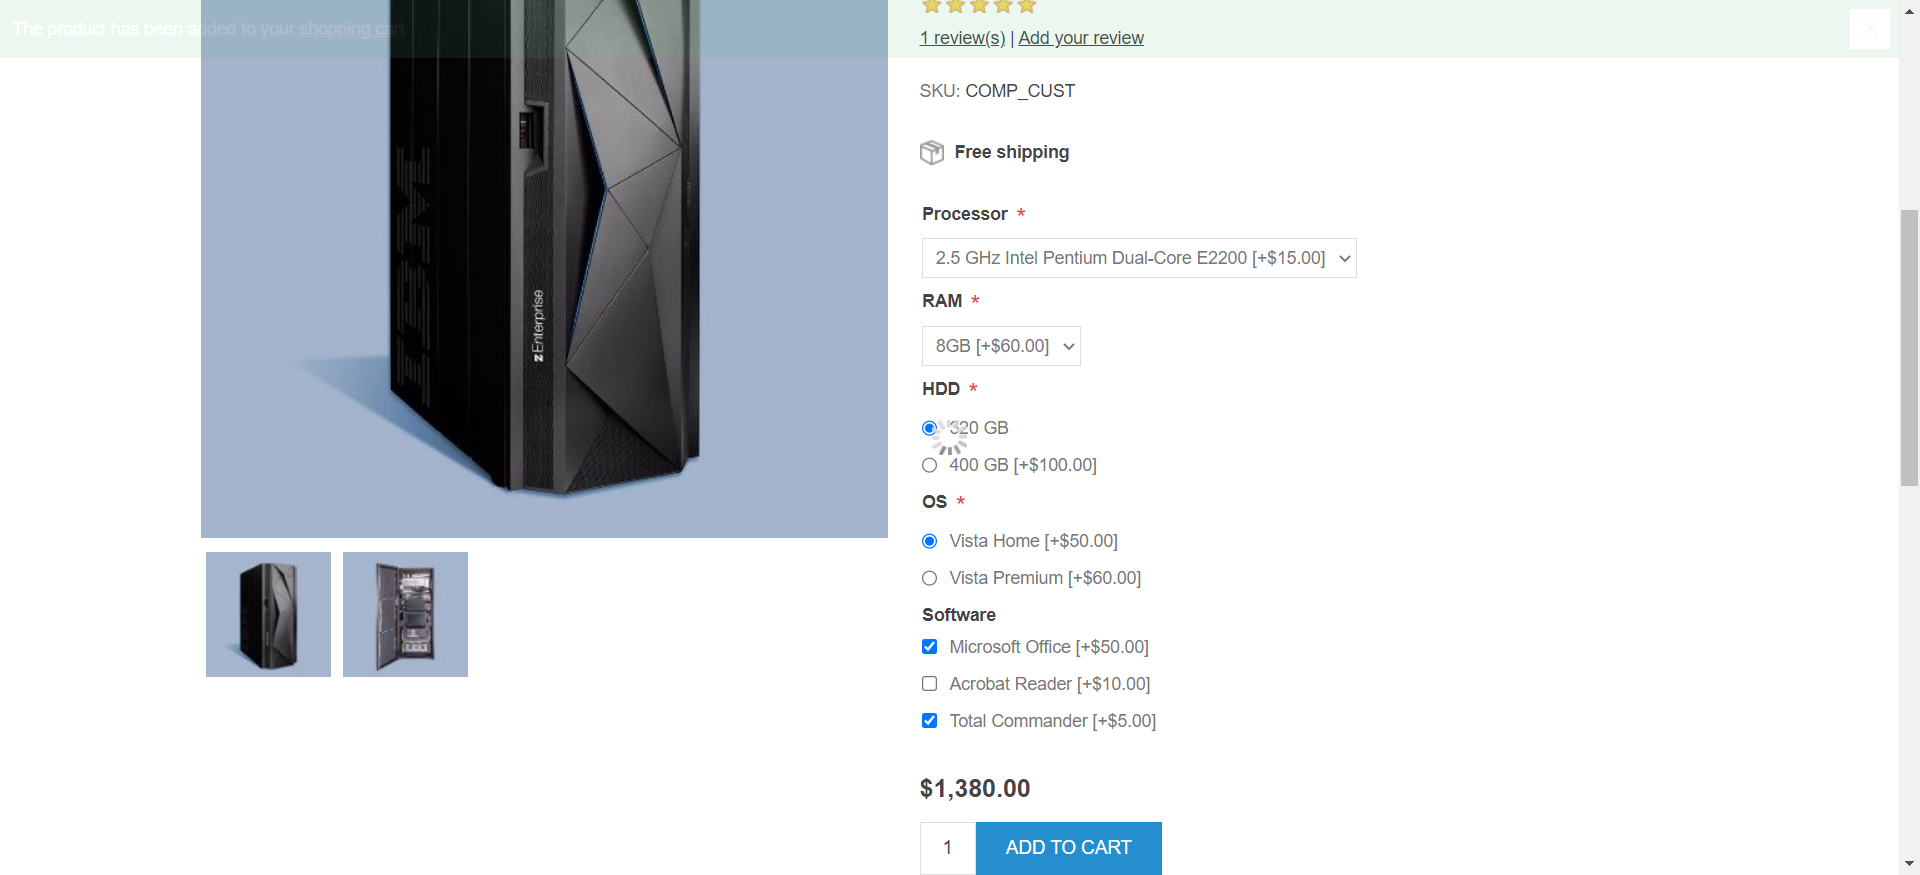 The product has been added to your shopping cart
1 review(s) | Add your review
SKU: COMP_CUST
Free shipping
Processor *
2.5 GHz Intel Pentium Dual-Core E2200 [+$15.00]
RAM *
8GB [+$60.00]
HDD *
320 GB
400 GB [+$100.00]
OS *
Vista Home [+$50.00]
Vista Premium [+$60.00]
Software
Microsoft Office [+$50.00]
Acrobat Reader [+$10.00]
Total Commander [+$5.00]
$1,380.00
1 ADD TO CART
IBM
z Enterprise